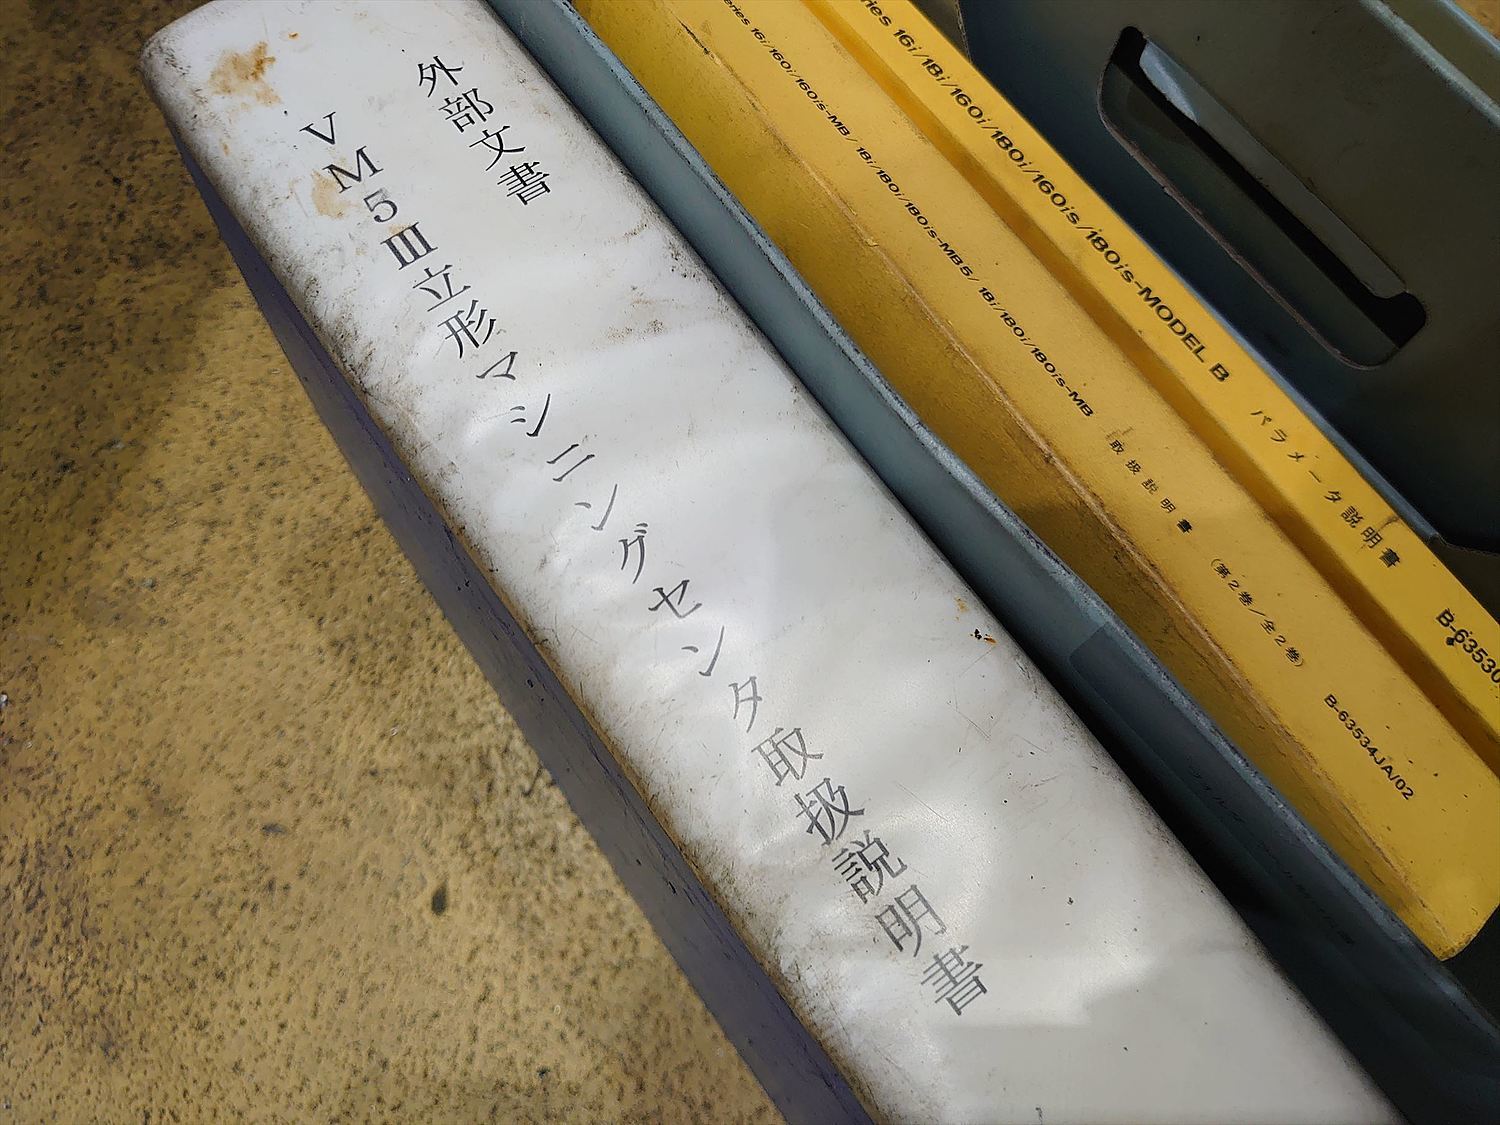 外部文書
VM5Ⅲ立形マシニングセンタ取扱説明書
eries 16i/160i/160is-MB/ 18i/180i/180is-MB5/ 18i/180i/180is-MB 取扱説明書 (第2巻/全2巻) B-63534JA/02
ries 16i/18i/160i/180i/160is/180is-MODEL B パラメータ説明書 B-63530